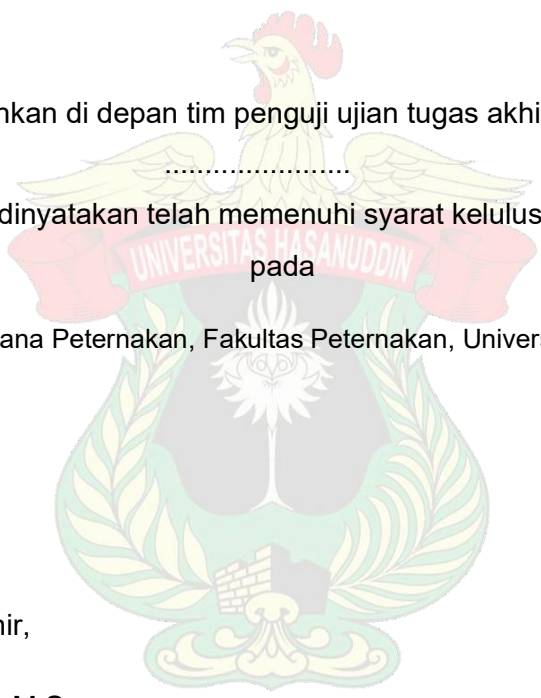 nkan di depan tim penguji ujian tugas akhi
.......................
dinyatakan telah memenuhi syarat kelulus
UNIVERSITAS HASANUDDIN
pada
ana Peternakan, Fakultas Peternakan, Univers
nir,